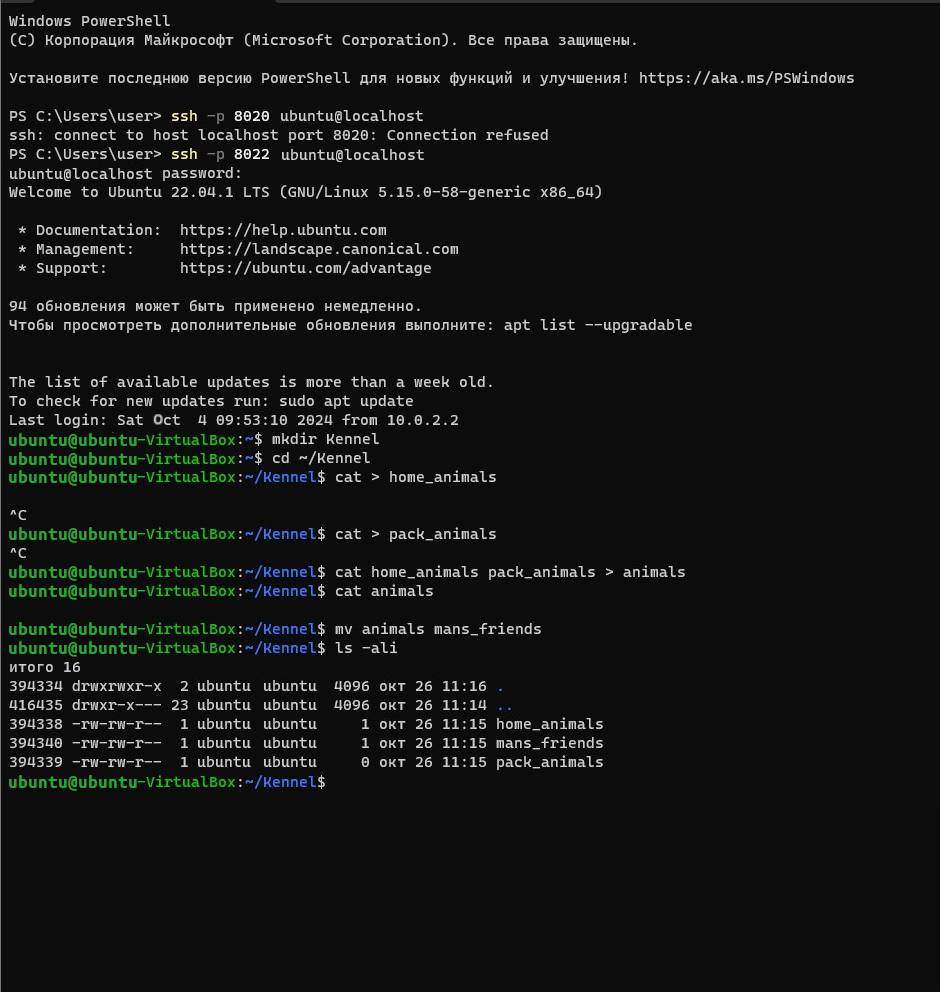 Windows PowerShell
(C) Корпорация Майкрософт (Microsoft Corporation). Все права защищены.
Установите последнюю версию PowerShell для новых функций и улучшения! https://aka.ms/PSWindows
PS C:\Users\user> ssh -p 8020 ubuntu@localhost
ssh: connect to host localhost port 8020: Connection refused
PS C:\Users\user> ssh -p 8022 ubuntu@localhost
ubuntu@localhost password:
Welcome to Ubuntu 22.04.1 LTS (GNU/Linux 5.15.0-58-generic x86_64)
* Documentation:  https://help.ubuntu.com
* Management:     https://landscape.canonical.com
* Support:        https://ubuntu.com/advantage
94 обновления может быть применено немедленно.
Чтобы просмотреть дополнительные обновления выполните: apt list --upgradable
The list of available updates is more than a week old.
To check for new updates run: sudo apt update
Last login: Sat Oct  4 09:53:10 2024 from 10.0.2.2
ubuntu@ubuntu-VirtualBox:~$ mkdir Kennel
ubuntu@ubuntu-VirtualBox:~$ cd ~/Kennel
ubuntu@ubuntu-VirtualBox:~/Kennel$ cat > home_animals
^C
ubuntu@ubuntu-VirtualBox:~/Kennel$ cat > pack_animals
^C
ubuntu@ubuntu-VirtualBox:~/Kennel$ cat home_animals pack_animals > animals
ubuntu@ubuntu-VirtualBox:~/Kennel$ cat animals
ubuntu@ubuntu-VirtualBox:~/Kennel$ mv animals mans_friends
ubuntu@ubuntu-VirtualBox:~/Kennel$ ls -ali
итого 16
394334 drwxrwxr-x  2 ubuntu ubuntu  4096 окт 26 11:16 .
416435 drwxr-x--- 23 ubuntu ubuntu  4096 окт 26 11:14 ..
394338 -rw-rw-r--  1 ubuntu ubuntu     1 окт 26 11:15 home_animals
394340 -rw-rw-r--  1 ubuntu ubuntu     1 окт 26 11:15 mans_friends
394339 -rw-rw-r--  1 ubuntu ubuntu     0 окт 26 11:15 pack_animals
ubuntu@ubuntu-VirtualBox:~/Kennel$